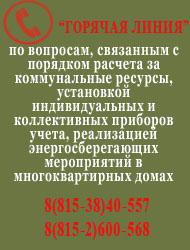 “ГОРЯЧАЯ ЛИНИЯ”
по вопросам, связанным с
порядком расчета за
коммунальные ресурсы,
установкой
индивидуальных и
коллективных приборов
учета, реализацией
энергосберегающих
мероприятий в
многоквартирных домах
8(815-38)40-557
8(815-2)600-568